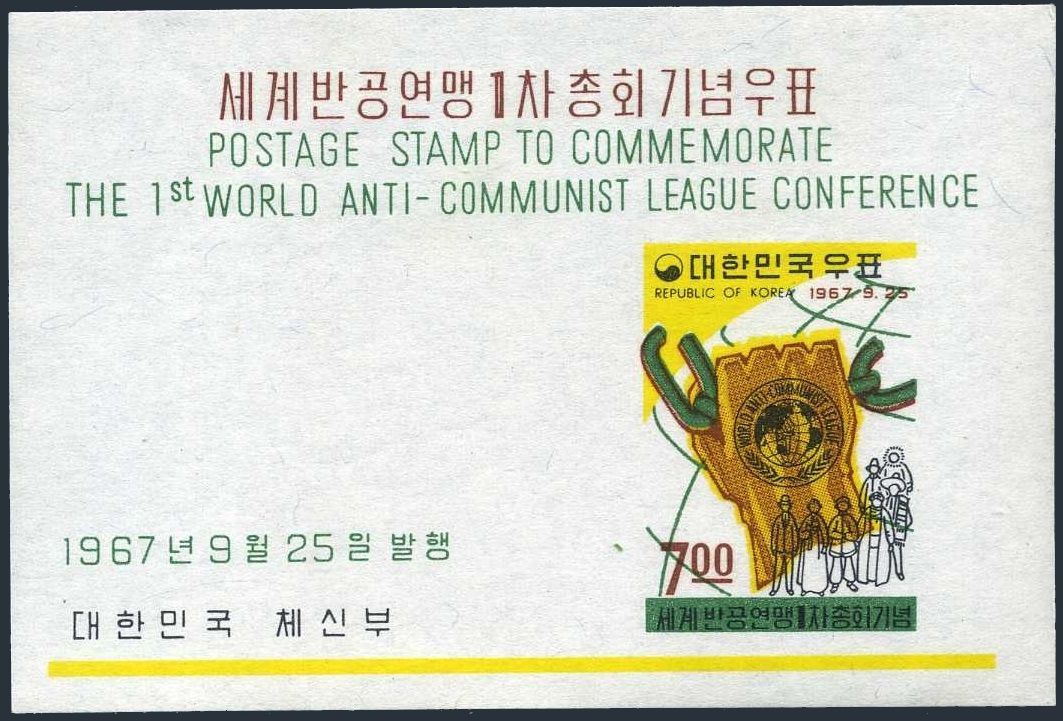 세계반공연맹 1차 총회기념우표
POSTAGE STAMP TO COMMEMORATE
THE 1st WORLD ANTI-COMMUNIST LEAGUE CONFERENCE
대한민국우표
REPUBLIC OF KOREA 1967. 9. 25
WORLD ANTI-COMMUNIST LEAGUE
7.00
세계반공연맹1차총회기념
1967년 9월 25일 발행
대한민국 체신부